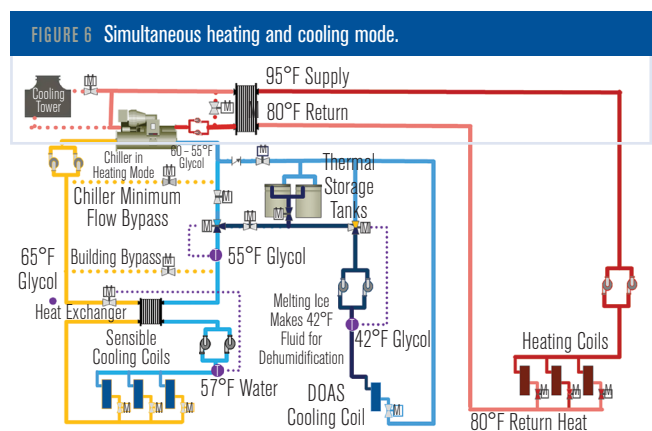 FIGURE 6 Simultaneous heating and cooling mode.
95°F Supply
80°F Return
Cooling
Tower
M
M
Chiller in
Heating Mode
60 – 55°F
Glycol
M
Thermal
Storage
Tanks
M
Chiller Minimum
Flow Bypass
M
M
M
M
M
M
65°F
Glycol
Building Bypass
M
55°F Glycol
Heat Exchanger
M
Sensible
Cooling Coils
Melting Ice
Makes 42°F
Fluid for
Dehumidification
42°F Glycol
Heating Coils
57°F Water
DOAS
Cooling Coil
M
M
M
M
M
M
M
80°F Return Heat